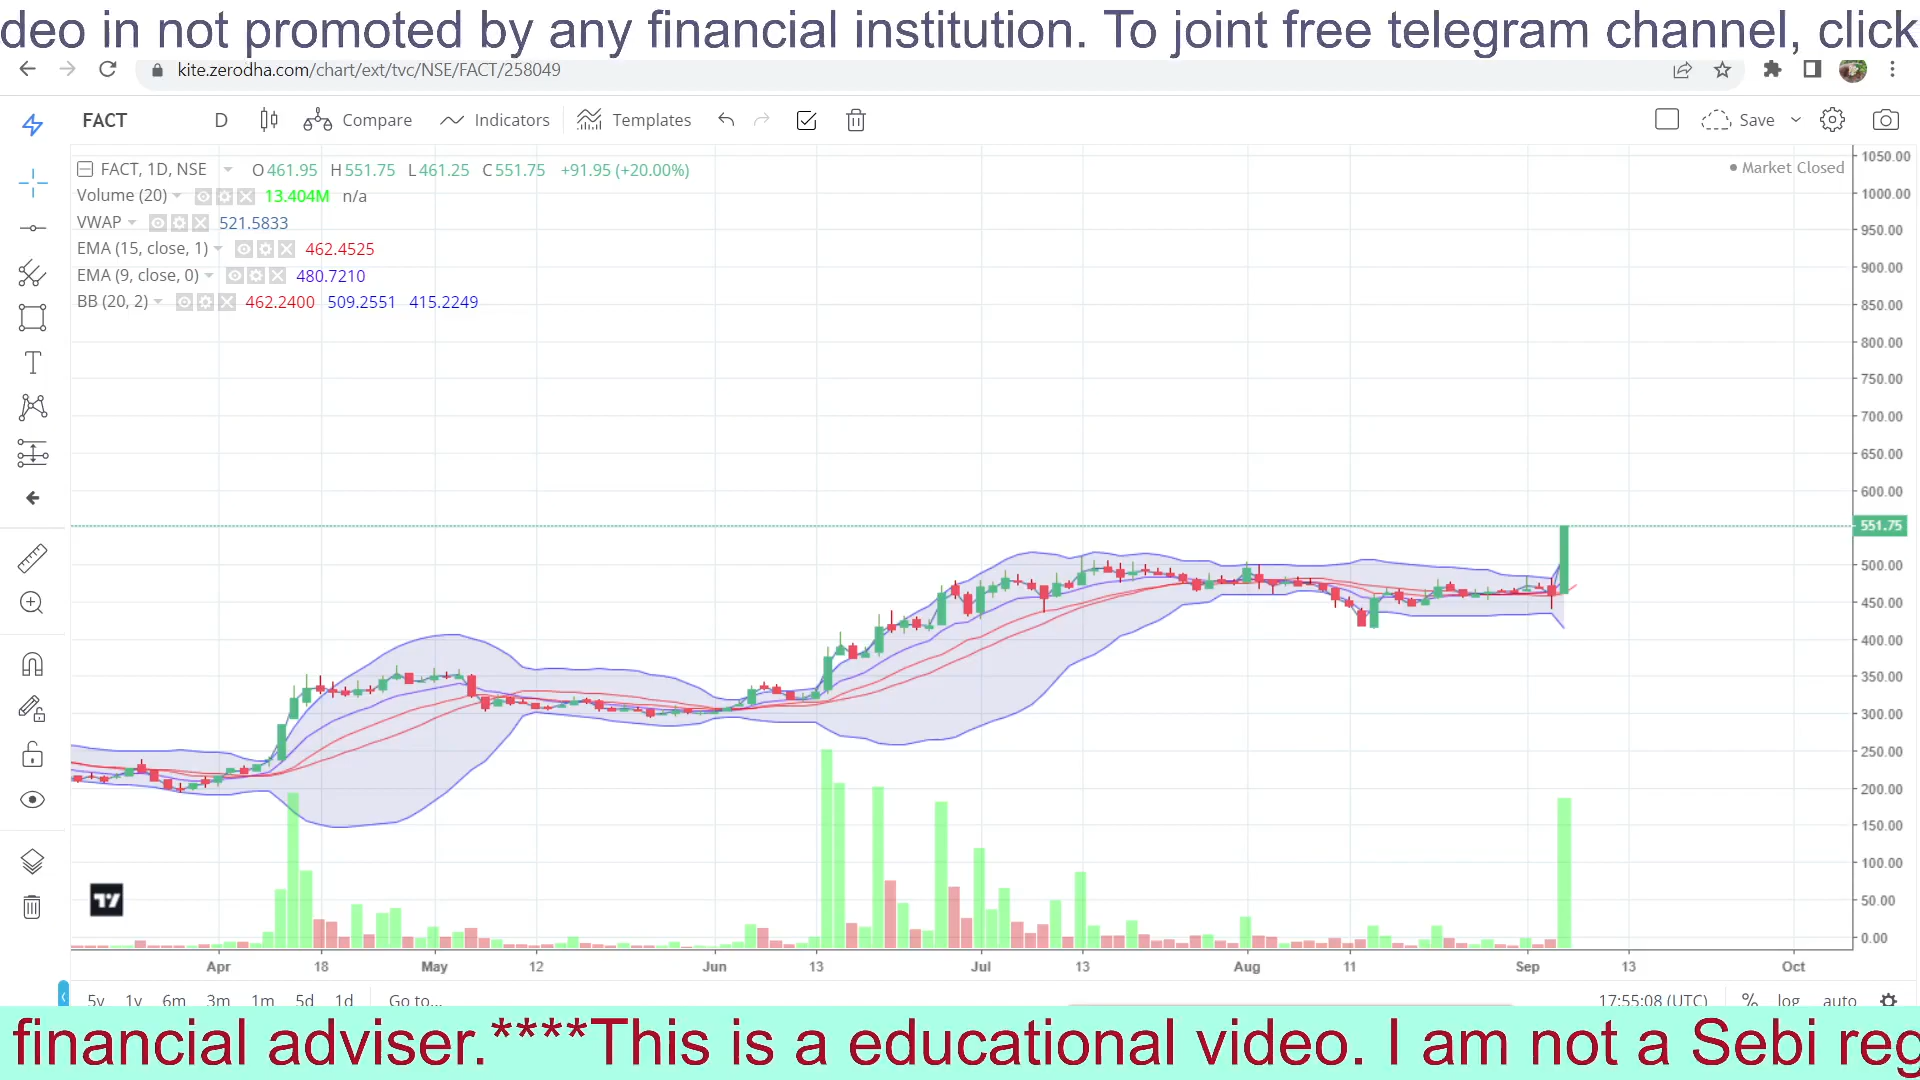 deo in not promoted by any financial institution. To joint free telegram channel, click
kite.zerodha.com/chart/ext/tvc/NSE/FACT/258049
FACT D Compare Indicators Templates Save
FACT, 1D, NSE O461.95 H551.75 L461.25 C551.75 +91.95 (+20.00%)
Market Closed
Volume (20) 13.404M n/a
VWAP 521.5833
EMA (15, close, 1) 462.4525
EMA (9, close, 0) 480.7210
BB (20, 2) 462.2400 509.2551 415.2249
1050.00
1000.00
950.00
900.00
850.00
800.00
750.00
700.00
650.00
600.00
551.75
500.00
450.00
400.00
350.00
300.00
250.00
200.00
150.00
100.00
50.00
0.00
Apr 18 May 12 Jun 13 Jul 13 Aug 11 Sep 13 Oct
5y 1y 6m 3m 1m 5d 1d Go to... 17:55:08 (UTC) % log auto
financial adviser.****This is a educational video. I am not a Sebi reg